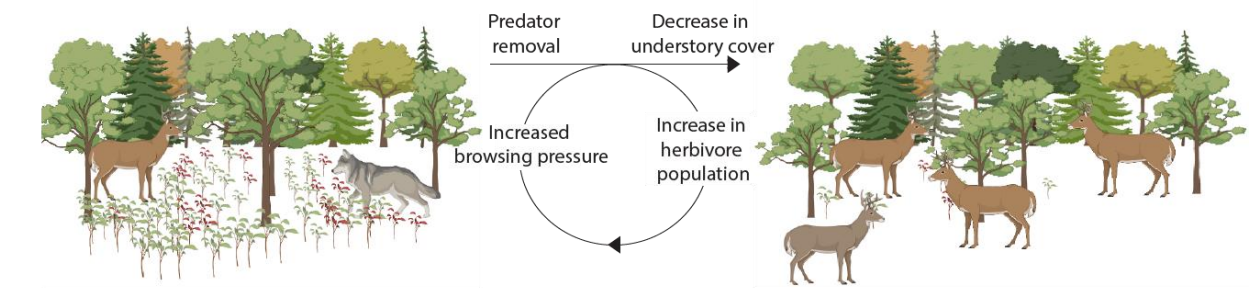 Predator
removal
Decrease in
understory cover
Increased
browsing pressure
Increase in
herbivore
population